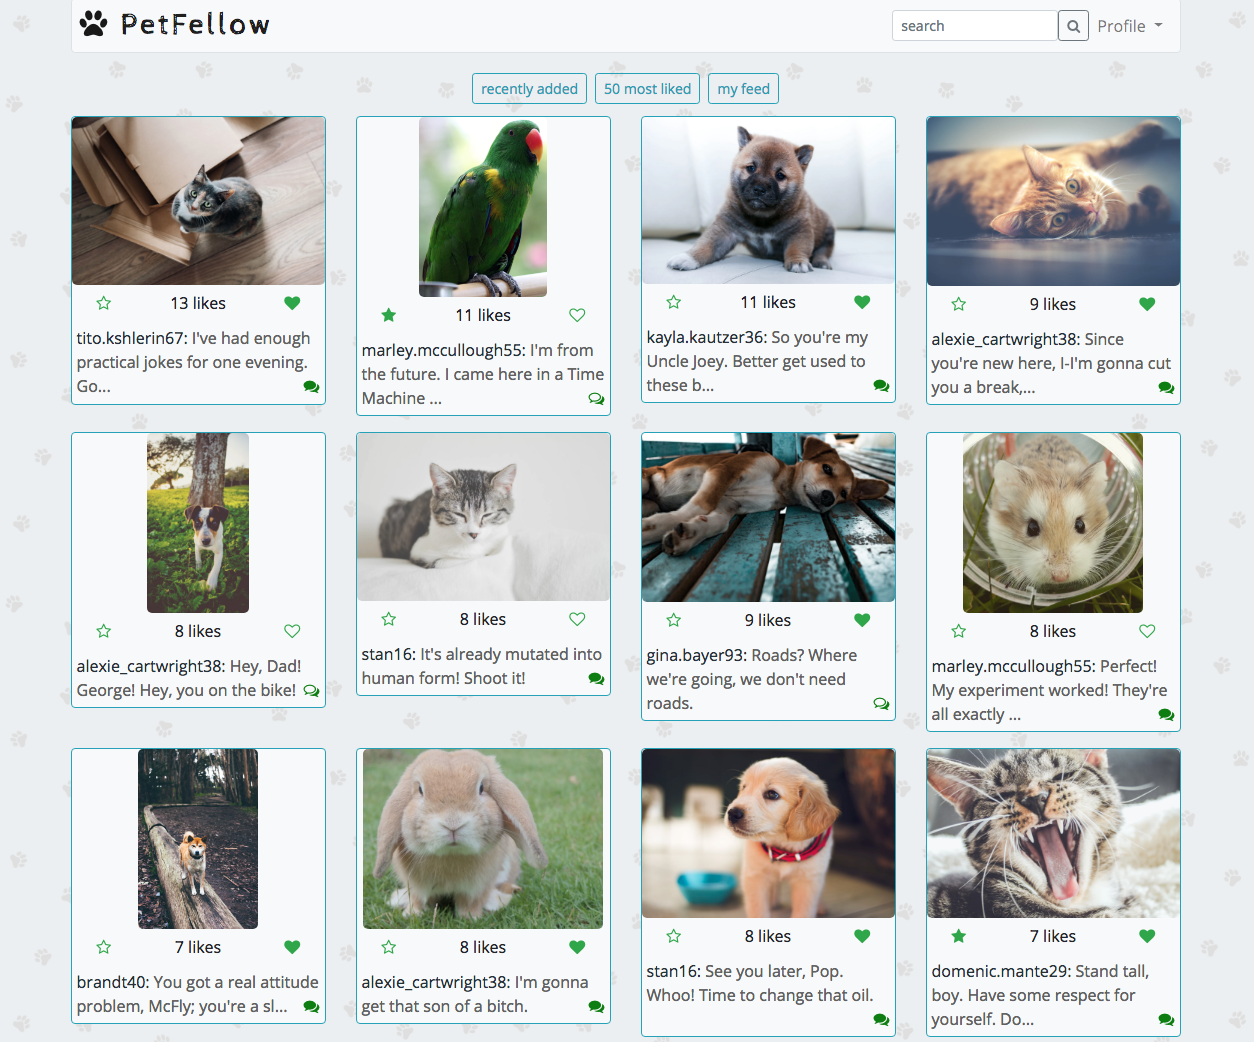 PetFellow
search
Profile
recently added
50 most liked
my feed
13 likes
tito.kshlerin67: I've had enough
practical jokes for one evening.
Go...
11 likes
marley.mccullough55: I'm from
the future. I came here in a Time
Machine ...
11 likes
kayla.kautzer36: So you're my
Uncle Joey. Better get used to
these b...
9 likes
alexie_cartwright38: Since
you're new here, I-I'm gonna cut
you a break,...
8 likes
alexie_cartwright38: Hey, Dad!
George! Hey, you on the bike!
8 likes
stan16: It's already mutated into
human form! Shoot it!
9 likes
gina.bayer93: Roads? Where
we're going, we don't need
roads.
8 likes
marley.mccullough55: Perfect!
My experiment worked! They're
all exactly ...
7 likes
brandt40: You got a real attitude
problem, McFly; you're a sl...
8 likes
alexie_cartwright38: I'm gonna
get that son of a bitch.
8 likes
stan16: See you later, Pop.
Whoo! Time to change that oil.
7 likes
domenic.mante29: Stand tall,
boy. Have some respect for
yourself. Do...